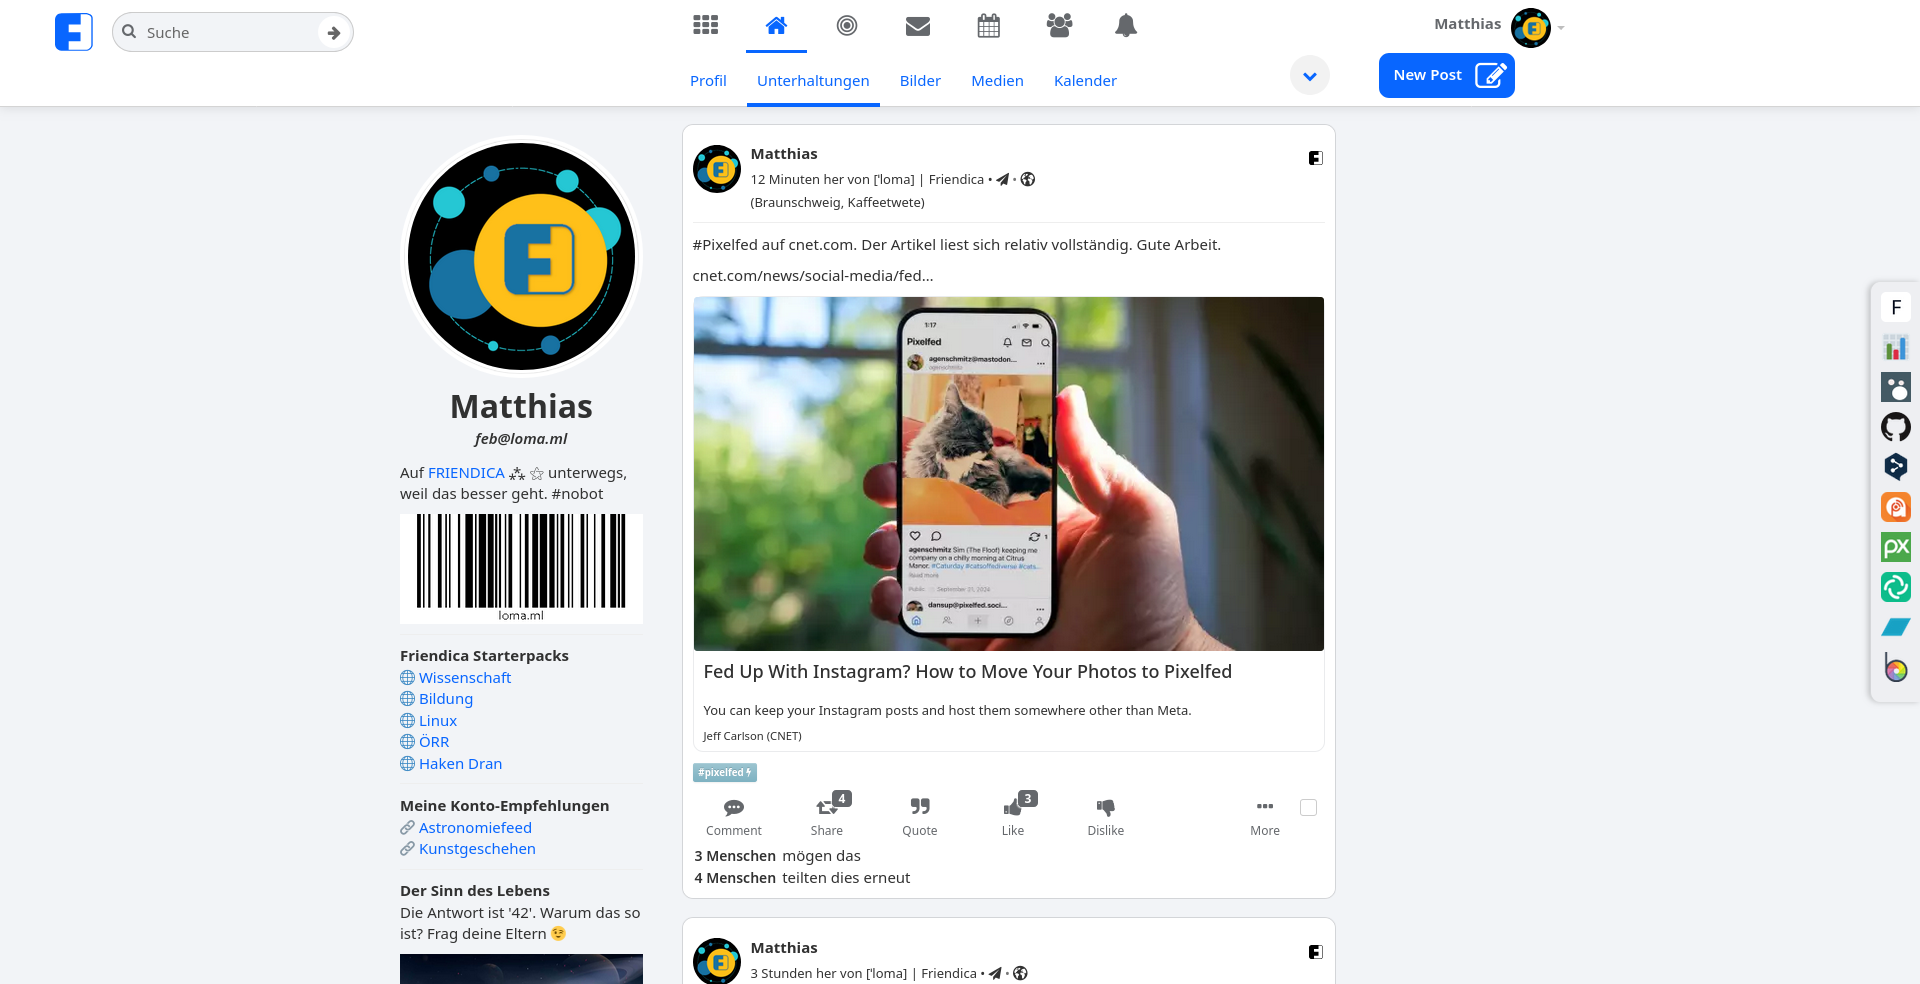 Suche
Matthias
Profil
Unterhaltungen
Bilder
Medien
Kalender
New Post
Matthias
feb@loma.ml
Auf FRIENDICA ⁂ ⚝ unterwegs,
weil das besser geht. #nobot
loma.ml
Friendica Starterpacks
Wissenschaft
Bildung
Linux
ÖRR
Haken Dran
Meine Konto-Empfehlungen
Astronomiefeed
Kunstgeschehen
Der Sinn des Lebens
Die Antwort ist '42'. Warum das so
ist? Frag deine Eltern 😉
Matthias
12 Minuten her von ['loma] | Friendica •
(Braunschweig, Kaffeetwete)
#Pixelfed auf cnet.com. Der Artikel liest sich relativ vollständig. Gute Arbeit.
cnet.com/news/social-media/fed...
1:17
Pixelfed
agenschmitz@mastodon...
agenschmitz
1
agenschmitz Sim (The Floof) keeping me
company on a chilly morning at Citrus
Manor. #Caturday #catsoffediverse #cats...
Read more
Public
September 21, 2024
dansup@pixelfed.soci...
Fed Up With Instagram? How to Move Your Photos to Pixelfed
You can keep your Instagram posts and host them somewhere other than Meta.
Jeff Carlson (CNET)
#pixelfed
4
3
Comment
Share
Quote
Like
Dislike
More
3 Menschen mögen das
4 Menschen teilten dies erneut
Matthias
3 Stunden her von ['loma] | Friendica •
F
px